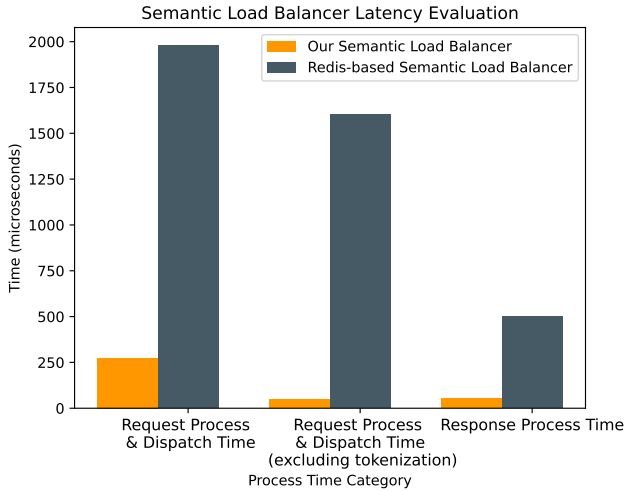 Semantic Load Balancer Latency Evaluation
Our Semantic Load Balancer
Redis-based Semantic Load Balancer
Time (microseconds)
2000
1750
1500
1250
1000
750
500
250
0
Request Process
& Dispatch Time
Request Process
& Dispatch Time
(excluding tokenization)
Response Process Time
Process Time Category